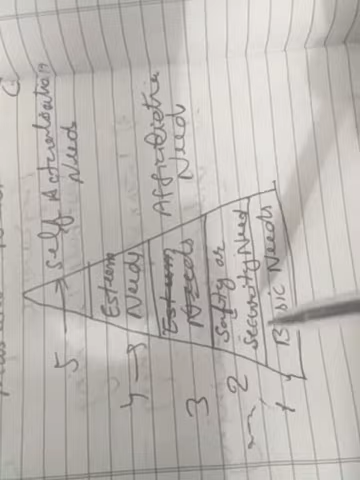 5 → Self Actualisation
Need
4 → Esteem
Needs
3
Esteem
Needs
Affiliation
Need
2
Safety or
Security Need
1
Basic Needs